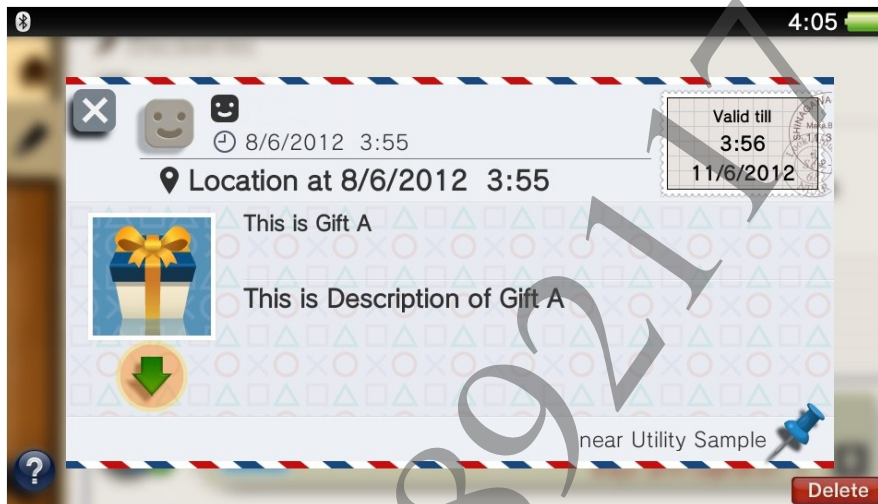 4:05
8/6/2012 3:55
Valid till
3:56
11/6/2012
Location at 8/6/2012 3:55
This is Gift A
This is Description of Gift A
near Utility Sample
?
Delete
892117